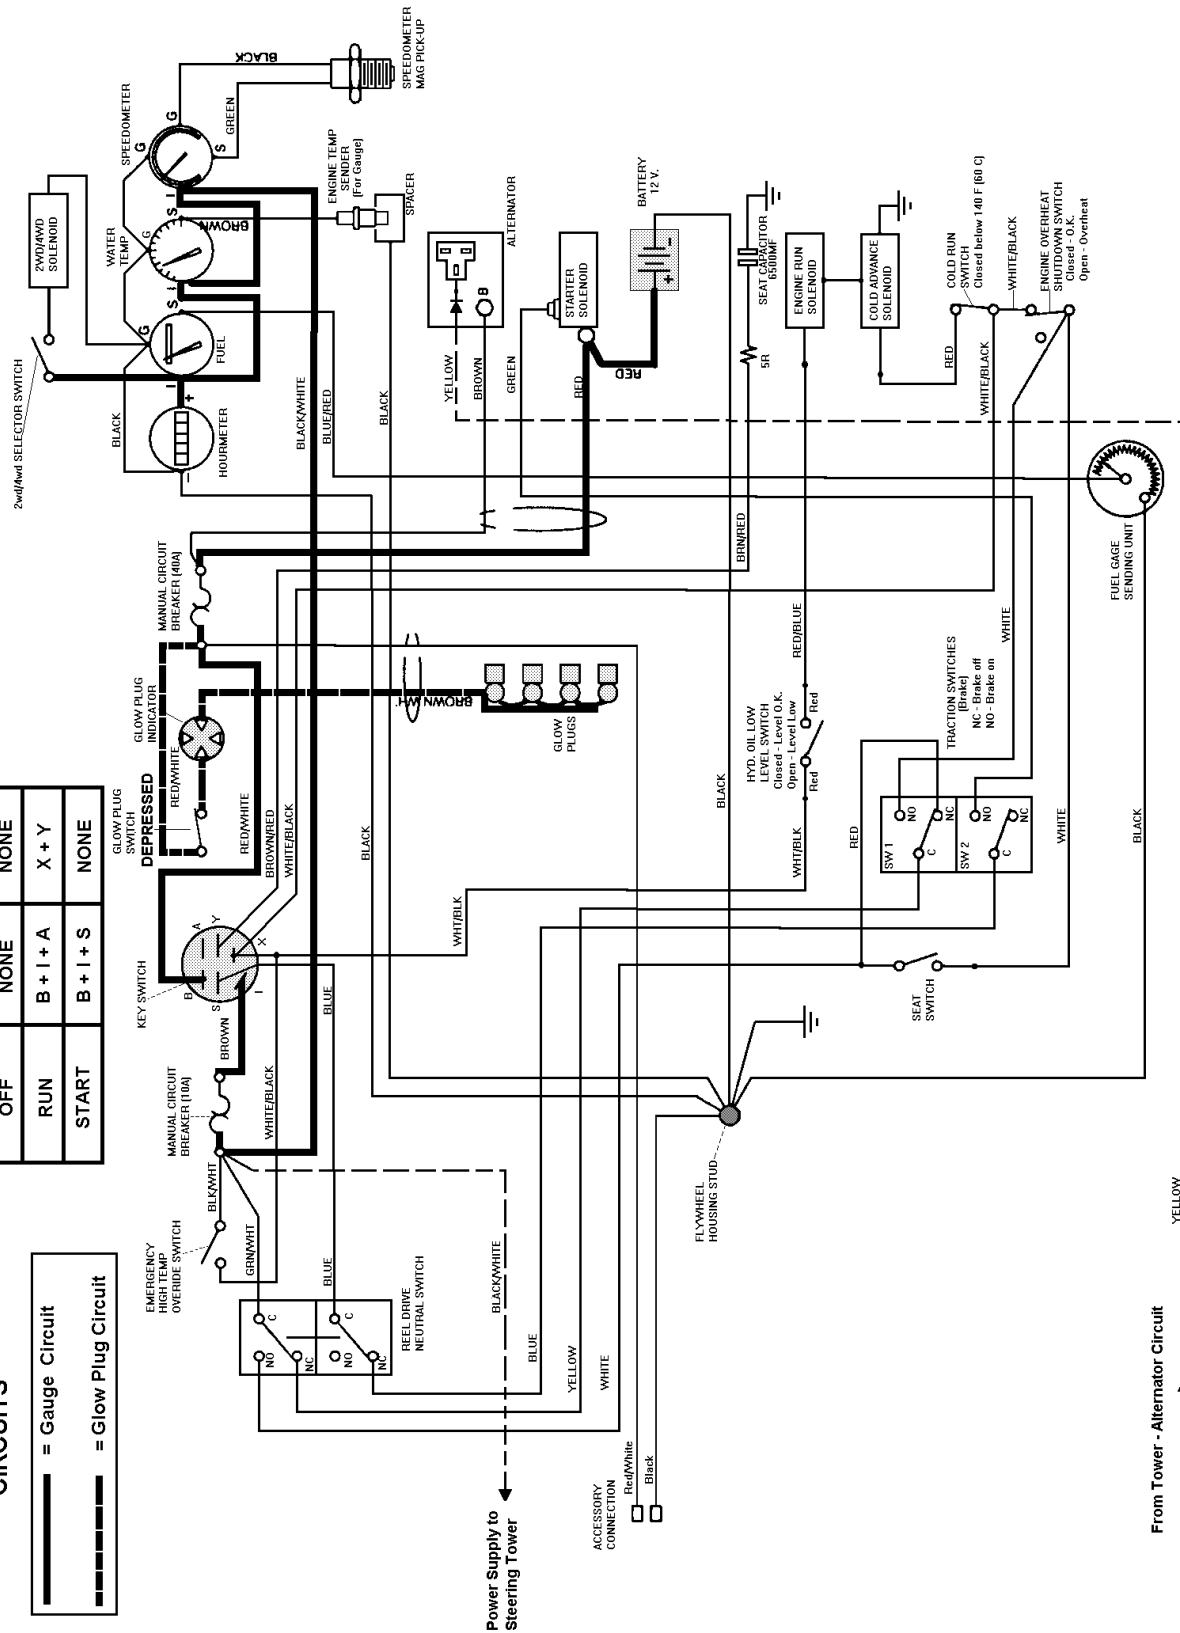 CIRCUITS
= Gauge Circuit
= Glow Plug Circuit
OFF
NONE
NONE
RUN
B + I + A
X + Y
START
B + I + S
NONE
2wd/4wd SELECTOR SWITCH
2WD/4WD
SOLENOID
WATER
TEMP
SPEEDOMETER
G
G
S
I
BLACK
GREEN
SPEEDOMETER
MAG PICK-UP
S
G
I
BROWN
ENGINE TEMP
SENDER
(For Gauge)
SPACER
S
G
I
FUEL
BLACK
+
-
HOURMETER
BLACK/WHITE
BLUE/RED
BLACK
ALTERNATOR
B
YELLOW
BROWN
STARTER
SOLENOID
GREEN
RED
RED
BATTERY
12 V.
+
-
SEAT CAPACITOR
6500MF
5R
ENGINE RUN
SOLENOID
COLD ADVANCE
SOLENOID
COLD RUN
SWITCH
Closed below 140 F (60 C)
WHITE/BLACK
ENGINE OVERHEAT
SHUTDOWN SWITCH
Closed - O.K.
Open - Overheat
RED
WHITE/BLACK
FUEL GAGE
SENDING UNIT
MANUAL CIRCUIT
BREAKER (40A)
GLOW PLUG
INDICATOR
GLOW PLUG
SWITCH
DEPRESSED
RED/WHITE
RED/WHITE
BROWN/RED
WHITE/BLACK
BLACK
BROWN WH.
GLOW
PLUGS
BRN/RED
BLACK
RED/BLUE
HYD. OIL LOW
LEVEL SWITCH
Closed - Level O.K.
Open - Level Low
Red
Red
WHT/BLK
WHT/BLK
TRACTION SWITCHES
(Brake)
NC - Brake off
NO - Brake on
WHITE
RED
SW 1
NO
NC
C
SW 2
NO
NC
C
WHITE
BLACK
SEAT
SWITCH
KEY SWITCH
B
A
Y
X
I
S
BROWN
BLUE
MANUAL CIRCUIT
BREAKER (10A)
WHITE/BLACK
BLK/WHT
EMERGENCY
HIGH TEMP
OVERIDE SWITCH
GRN/WHT
BLUE
C
NO
NC
C
NO
NC
REEL DRIVE
NEUTRAL SWITCH
BLACK/WHITE
BLUE
YELLOW
WHITE
FLYWHEEL
HOUSING STUD
Power Supply to
Steering Tower
ACCESSORY
CONNECTION
Red/White
Black
From Tower - Alternator Circuit
YELLOW